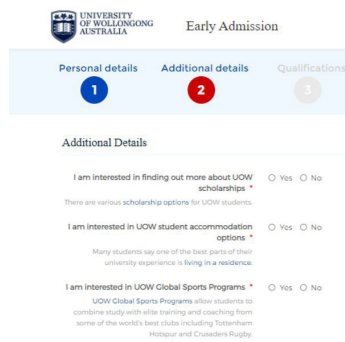 UNIVERSITY
OF WOLLONGONG
AUSTRALIA
Early Admission
Personal details
Additional details
Qualifications
1
2
3
Additional Details
I am interested in finding out more about UOW
scholarships *
Yes No
There are various scholarship options for UOW students.
I am interested in UOW student accommodation
options *
Yes No
Many students say one of the best parts of their
university experience is living in a residence.
I am interested in UOW Global Sports Programs *
Yes No
UOW Global Sports Programs allow students to
combine study with elite training and coaching from
some of the world's best clubs including Tottenham
Hotspur and Crusaders Rugby.